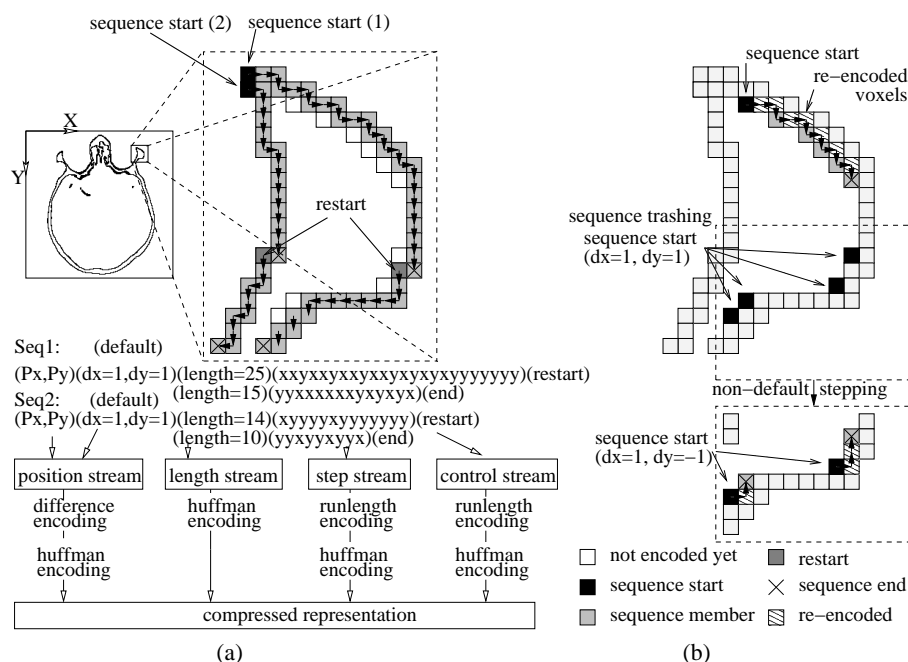 sequence start (1)
sequence start (2)
X
Y
restart
Seq1: (default)
(Px,Py)(dx=1,dy=1)(length=25)(xxyxxyxxyxxyxyxyxyyyyyyy)(restart)
(length=15)(yyxxxxxxyxyxyx)(end)
Seq2: (default)
(Px,Py)(dx=1,dy=1)(length=14)(xyyyyxyyyyyyy)(restart)
(length=10)(yyxyyxyyx)(end)
position stream
length stream
step stream
control stream
difference
encoding
huffman
encoding
huffman
encoding
runlength
encoding
huffman
encoding
runlength
encoding
huffman
encoding
compressed representation
(a)
sequence start
re-encoded
voxels
sequence trashing
sequence start
(dx=1, dy=1)
non-default stepping
sequence start
(dx=1, dy=−1)
not encoded yet
restart
sequence start
sequence end
sequence member
re-encoded
(b)